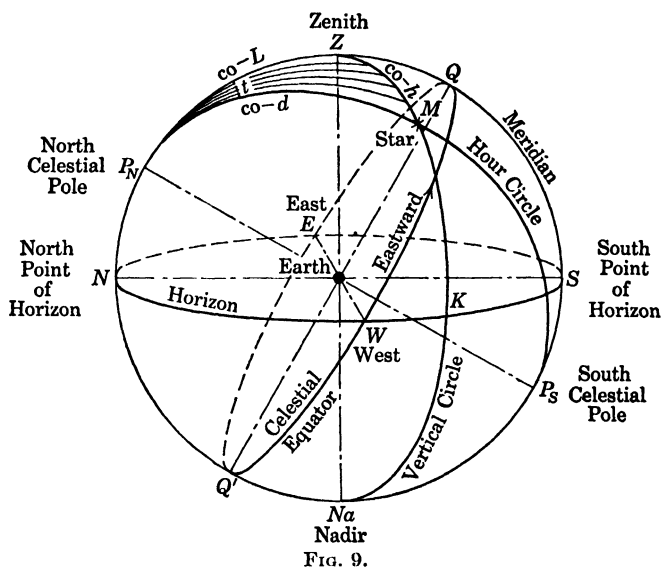 Zenith
Z
co-L
t
co-d
co-h
Q
M
Star
Meridian
Hour Circle
North
Celestial
Pole
P_N
East
E
Eastward
North
Point
of
Horizon
N
Earth
S
South
Point
of
Horizon
Horizon
K
W
West
P_S
South
Celestial
Pole
Celestial
Equator
Vertical Circle
Q'
Na
Nadir
FIG. 9.